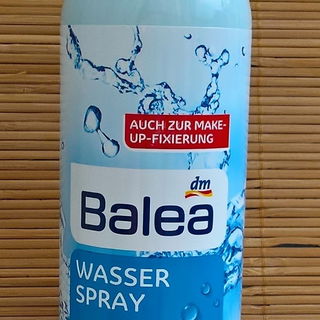 AUCH ZUR MAKE-
UP-FIXIERUNG
dm
Balea
WASSER
SPRAY